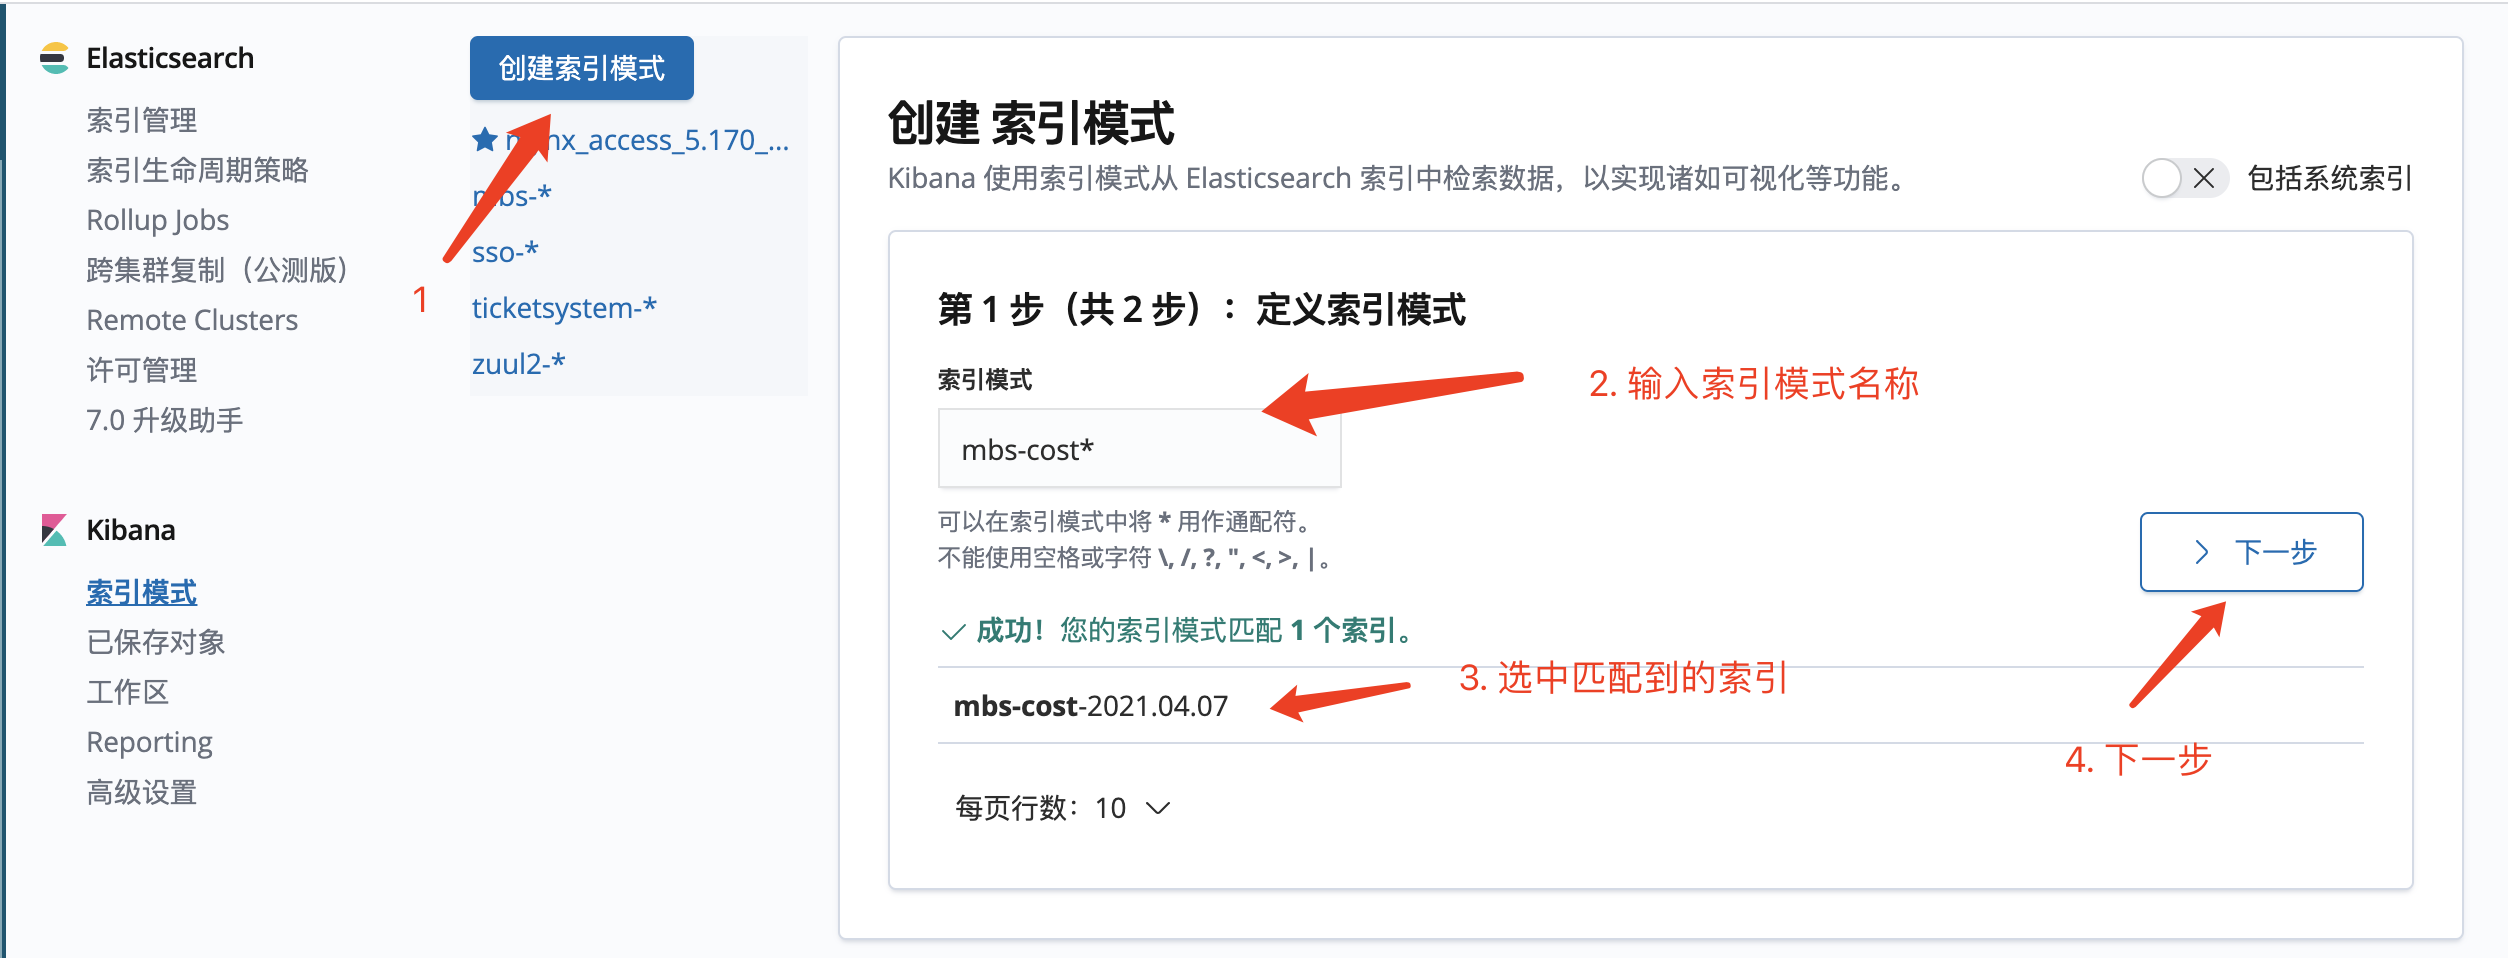 Elasticsearch
索引管理
索引生命周期策略
Rollup Jobs
跨集群复制（公测版）
Remote Clusters
许可管理
7.0 升级助手
Kibana
索引模式
已保存对象
工作区
Reporting
高级设置
创建索引模式
nx_access_5.170_...
mbs-*
sso-*
ticketsystem-*
zuul2-*
1
创建 索引模式
Kibana 使用索引模式从 Elasticsearch 索引中检索数据，以实现诸如可视化等功能。
包括系统索引
第 1 步（共 2 步）：定义索引模式
索引模式
2. 输入索引模式名称
mbs-cost*
可以在索引模式中将 * 用作通配符。
不能使用空格或字符 \, /, ?, ", <, >, |。
下一步
成功！您的索引模式匹配 1 个索引。
3. 选中匹配到的索引
mbs-cost-2021.04.07
4. 下一步
每页行数：10